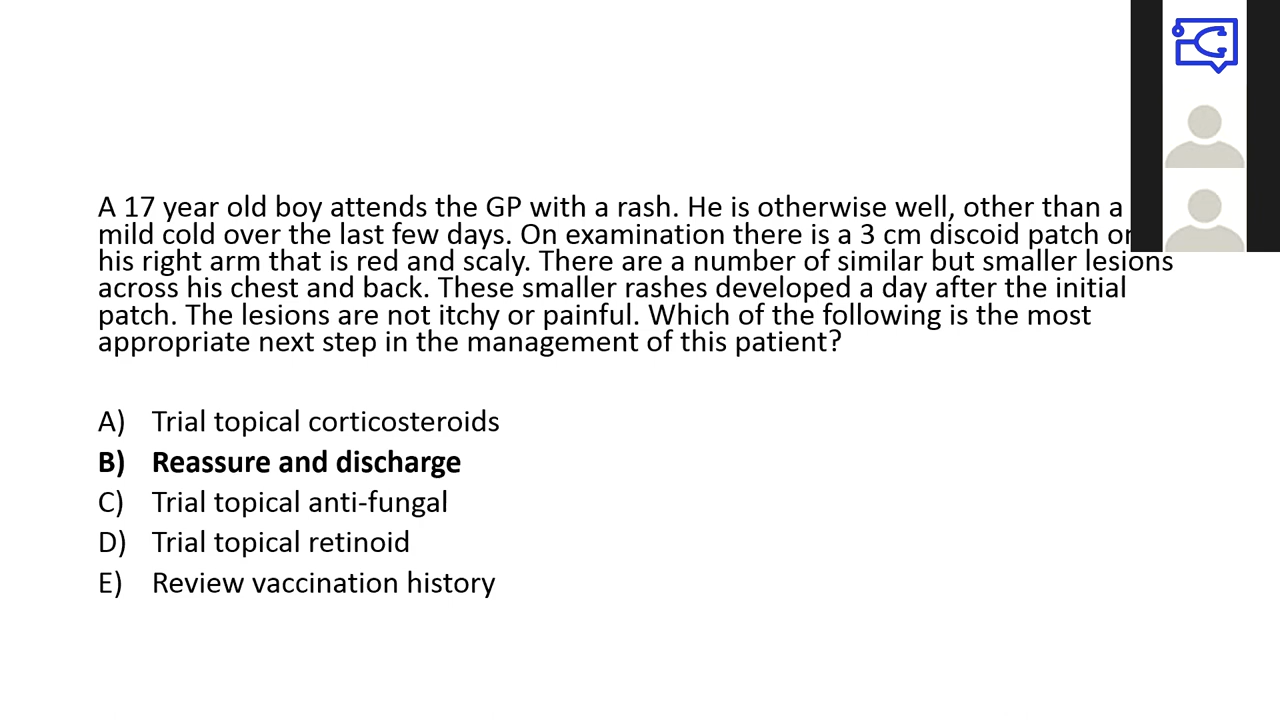 A 17 year old boy attends the GP with a rash. He is otherwise well, other than a
mild cold over the last few days. On examination there is a 3 cm discoid patch
his right arm that is red and scaly. There are a number of similar but smaller lesions
across his chest and back. These smaller rashes developed a day after the initial
patch. The lesions are not itchy or painful. Which of the following is the most
appropriate next step in the management of this patient?
A) Trial topical corticosteroids
B) Reassure and discharge
C) Trial topical anti-fungal
D) Trial topical retinoid
E) Review vaccination history